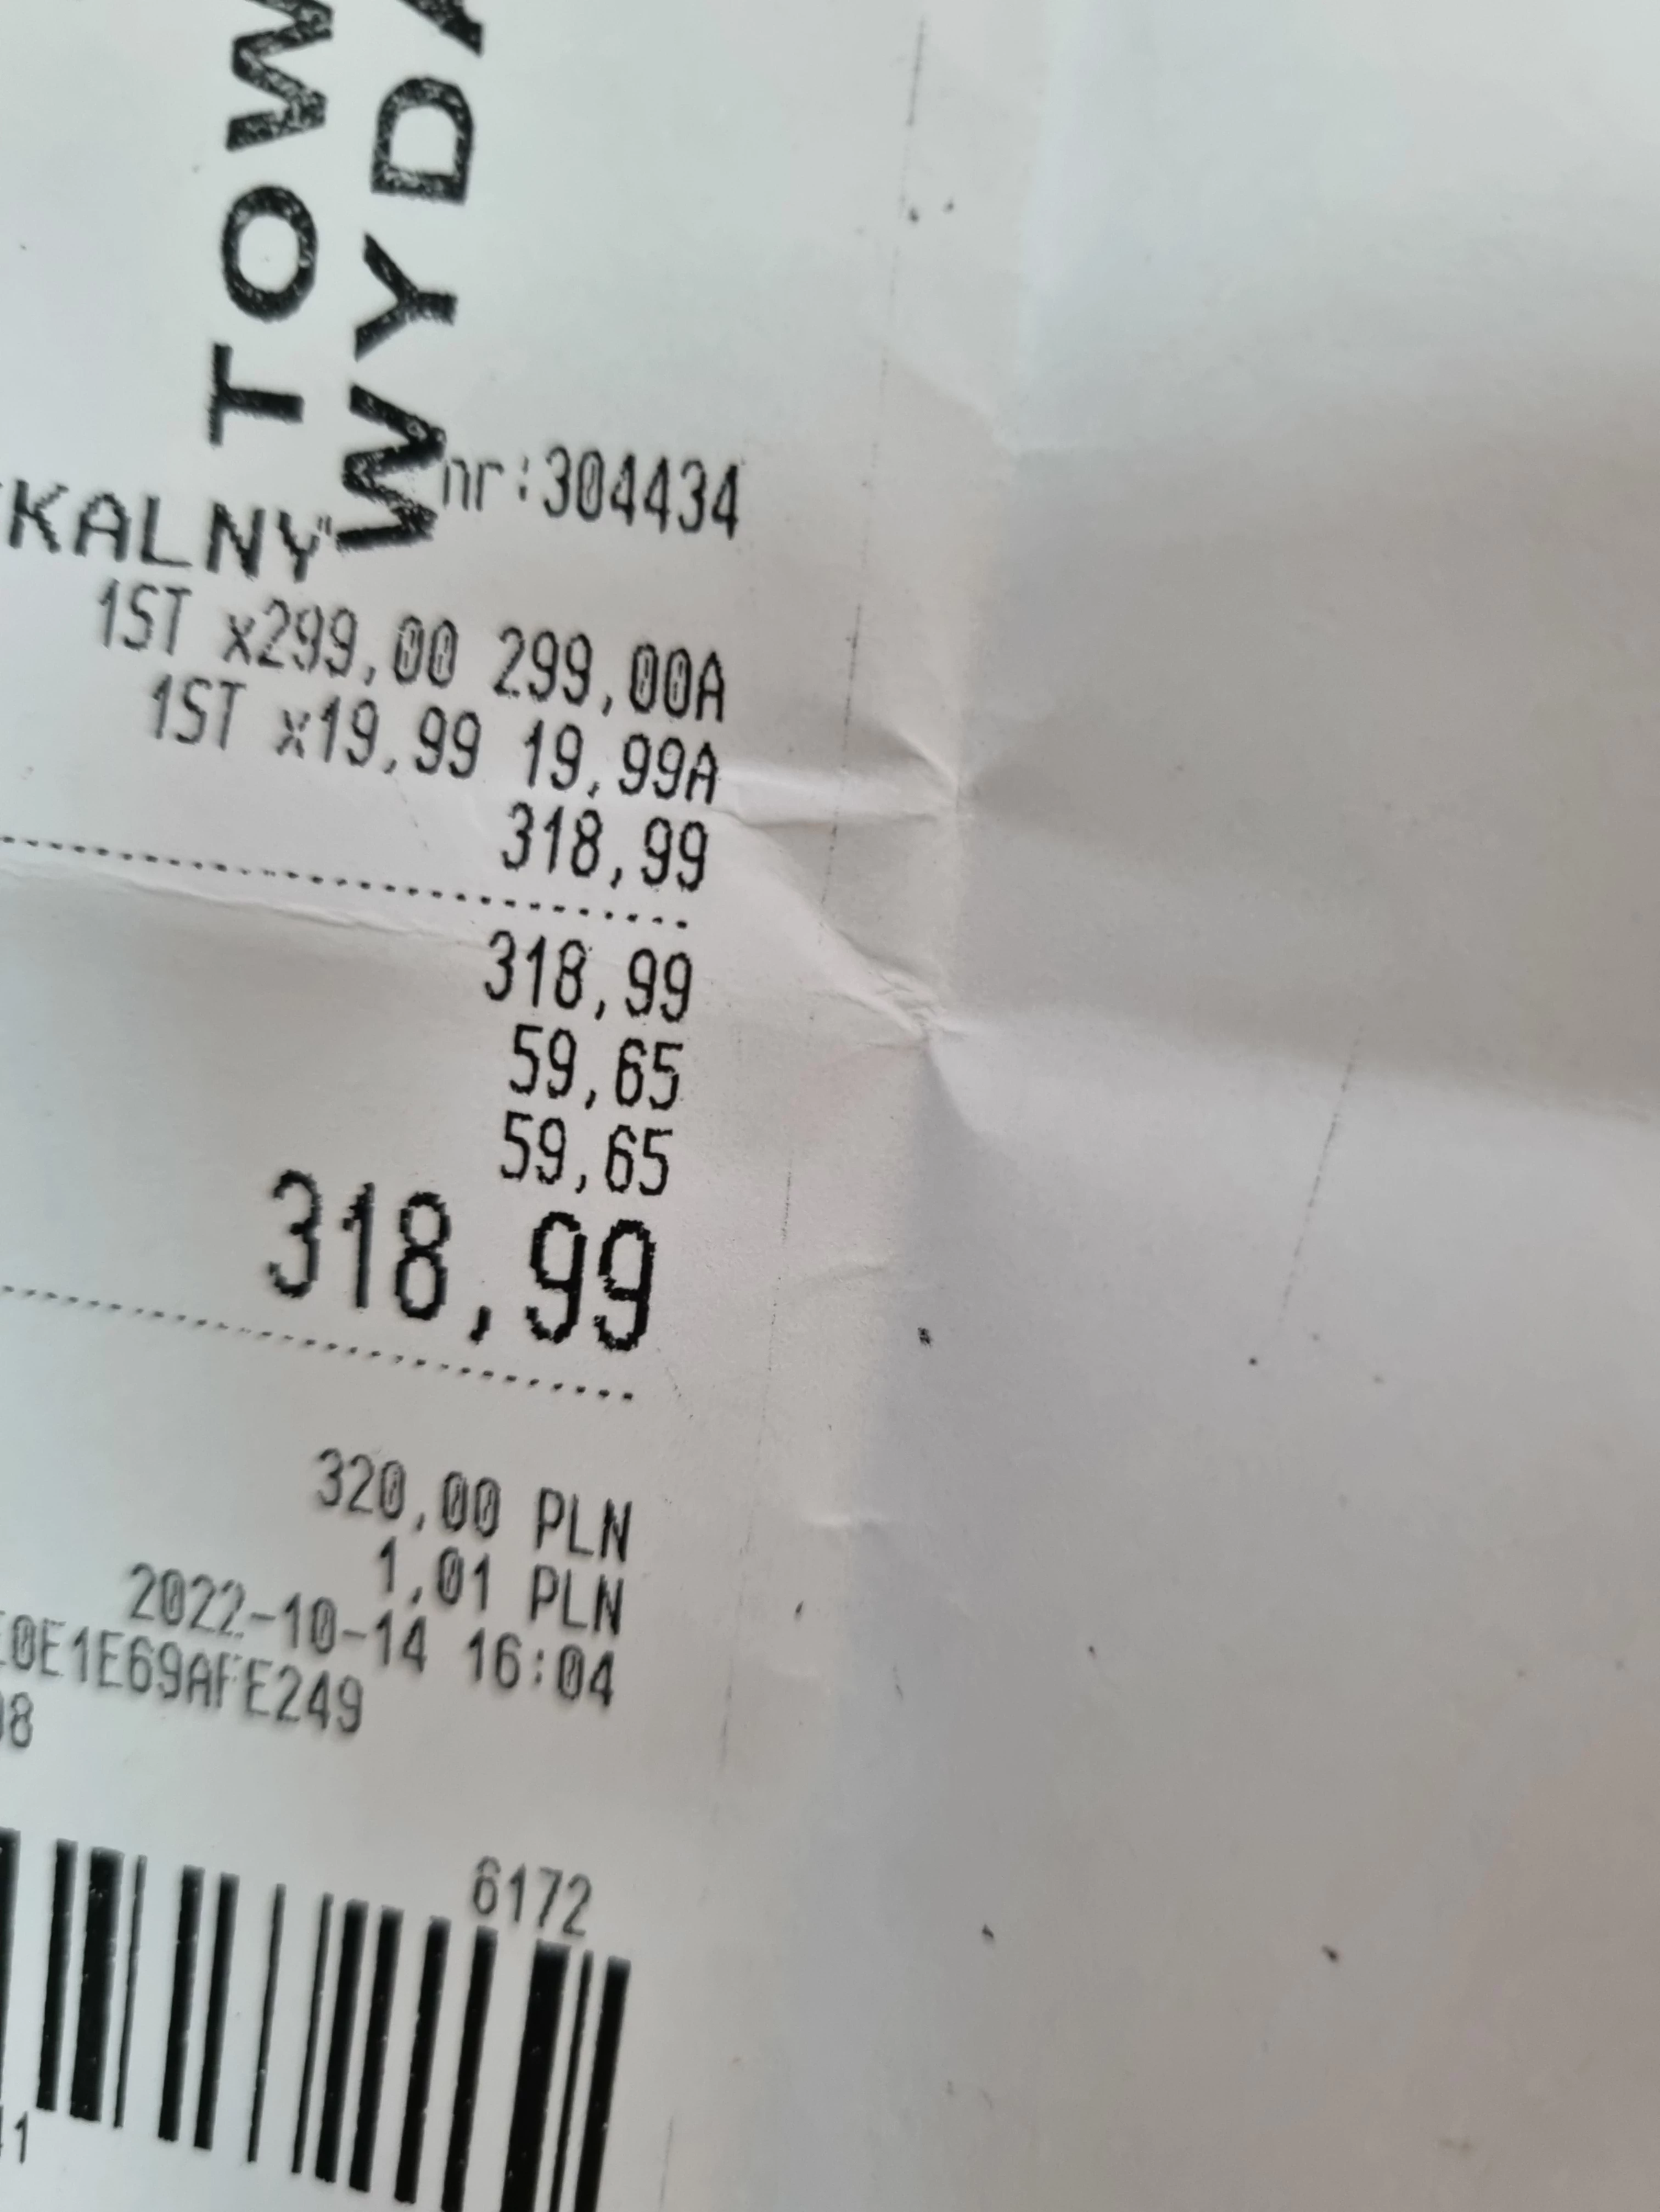 TOW
WYDA
nr:304434
KALNY"
1ST x299,00 299,00A
1ST x19,99 19,99A
318,99
318,99
59,65
59,65
318,99
320,00 PLN
1,01 PLN
2022-10-14 16:04
E0E1E69AFE249
08
6172
41